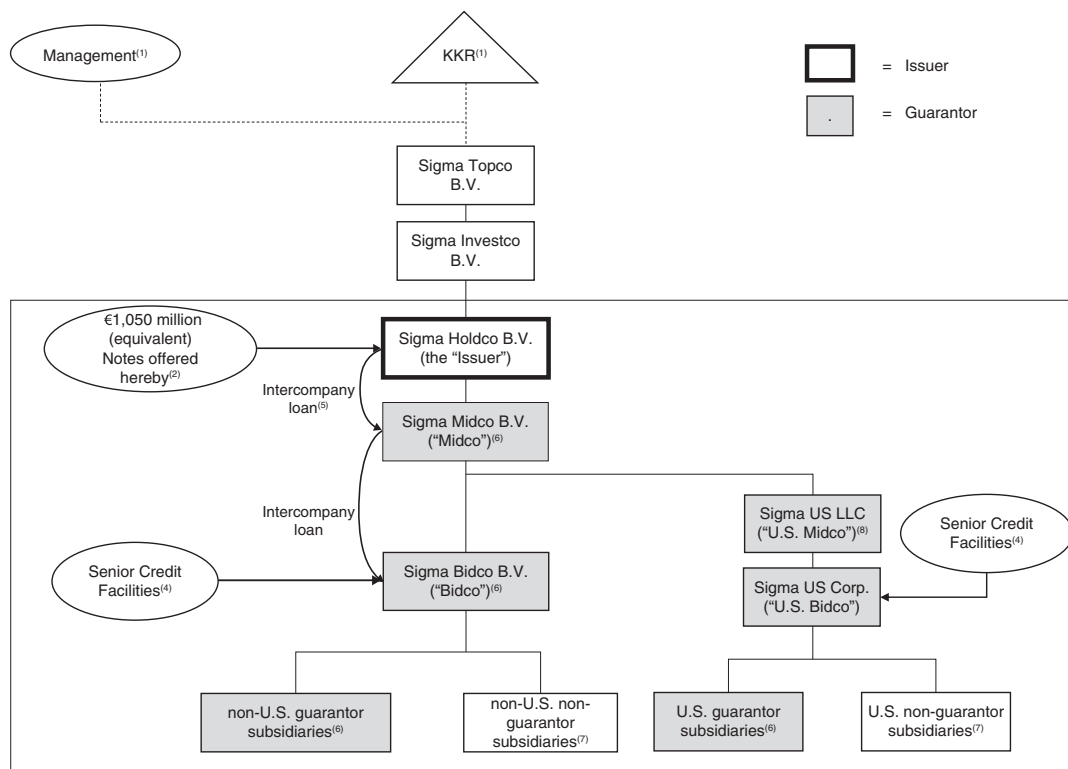 Management(1)
KKR(1)
= Issuer
.
= Guarantor
Sigma Topco
B.V.
Sigma Investco
B.V.
€1,050 million
(equivalent)
Notes offered
hereby(2)
Sigma Holdco B.V.
(the “Issuer”)
Intercompany
loan(5)
Sigma Midco B.V.
(“Midco”)(6)
Intercompany
loan
Sigma US LLC
(“U.S. Midco”)(8)
Senior Credit
Facilities(4)
Senior Credit
Facilities(4)
Sigma Bidco B.V.
(“Bidco”)(6)
Sigma US Corp.
(“U.S. Bidco”)
non-U.S. guarantor
subsidiaries(6)
non-U.S. non-
guarantor
subsidiaries(7)
U.S. guarantor
subsidiaries(6)
U.S. non-guarantor
subsidiaries(7)